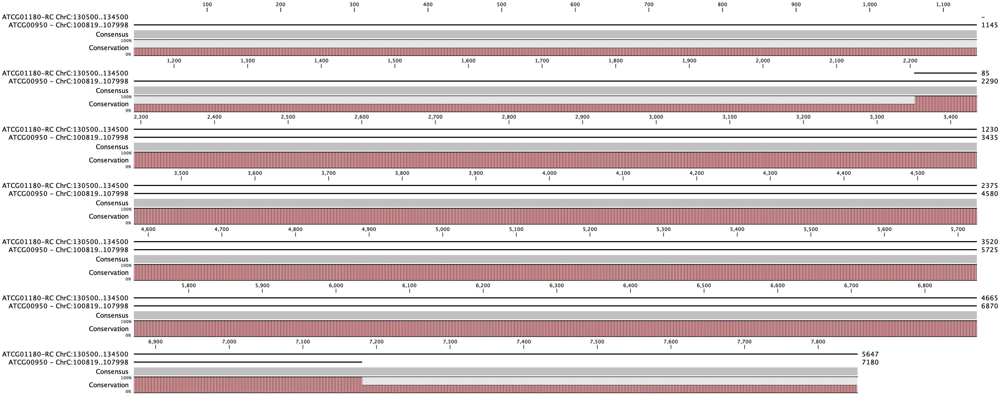 100 200 300 400 500 600 700 800 900 1,000 1,100
ATCG01180-RC ChrC:130500..134500 –
ATCG00950 – ChrC:100819..107998 1145
Consensus
100%
Conservation
0%
1,200 1,300 1,400 1,500 1,600 1,700 1,800 1,900 2,000 2,100 2,200
ATCG01180-RC ChrC:130500..134500 85
ATCG00950 – ChrC:100819..107998 2290
Consensus
100%
Conservation
0%
2,300 2,400 2,500 2,600 2,700 2,800 2,900 3,000 3,100 3,200 3,300 3,400
ATCG01180-RC ChrC:130500..134500 1230
ATCG00950 – ChrC:100819..107998 3435
Consensus
100%
Conservation
0%
3,500 3,600 3,700 3,800 3,900 4,000 4,100 4,200 4,300 4,400 4,500
ATCG01180-RC ChrC:130500..134500 2375
ATCG00950 – ChrC:100819..107998 4580
Consensus
100%
Conservation
0%
4,600 4,700 4,800 4,900 5,000 5,100 5,200 5,300 5,400 5,500 5,600 5,700
ATCG01180-RC ChrC:130500..134500 3520
ATCG00950 – ChrC:100819..107998 5725
Consensus
100%
Conservation
0%
5,800 5,900 6,000 6,100 6,200 6,300 6,400 6,500 6,600 6,700 6,800
ATCG01180-RC ChrC:130500..134500 4665
ATCG00950 – ChrC:100819..107998 6870
Consensus
100%
Conservation
0%
6,900 7,000 7,100 7,200 7,300 7,400 7,500 7,600 7,700 7,800
ATCG01180-RC ChrC:130500..134500 5647
ATCG00950 – ChrC:100819..107998 7180
Consensus
100%
Conservation
0%